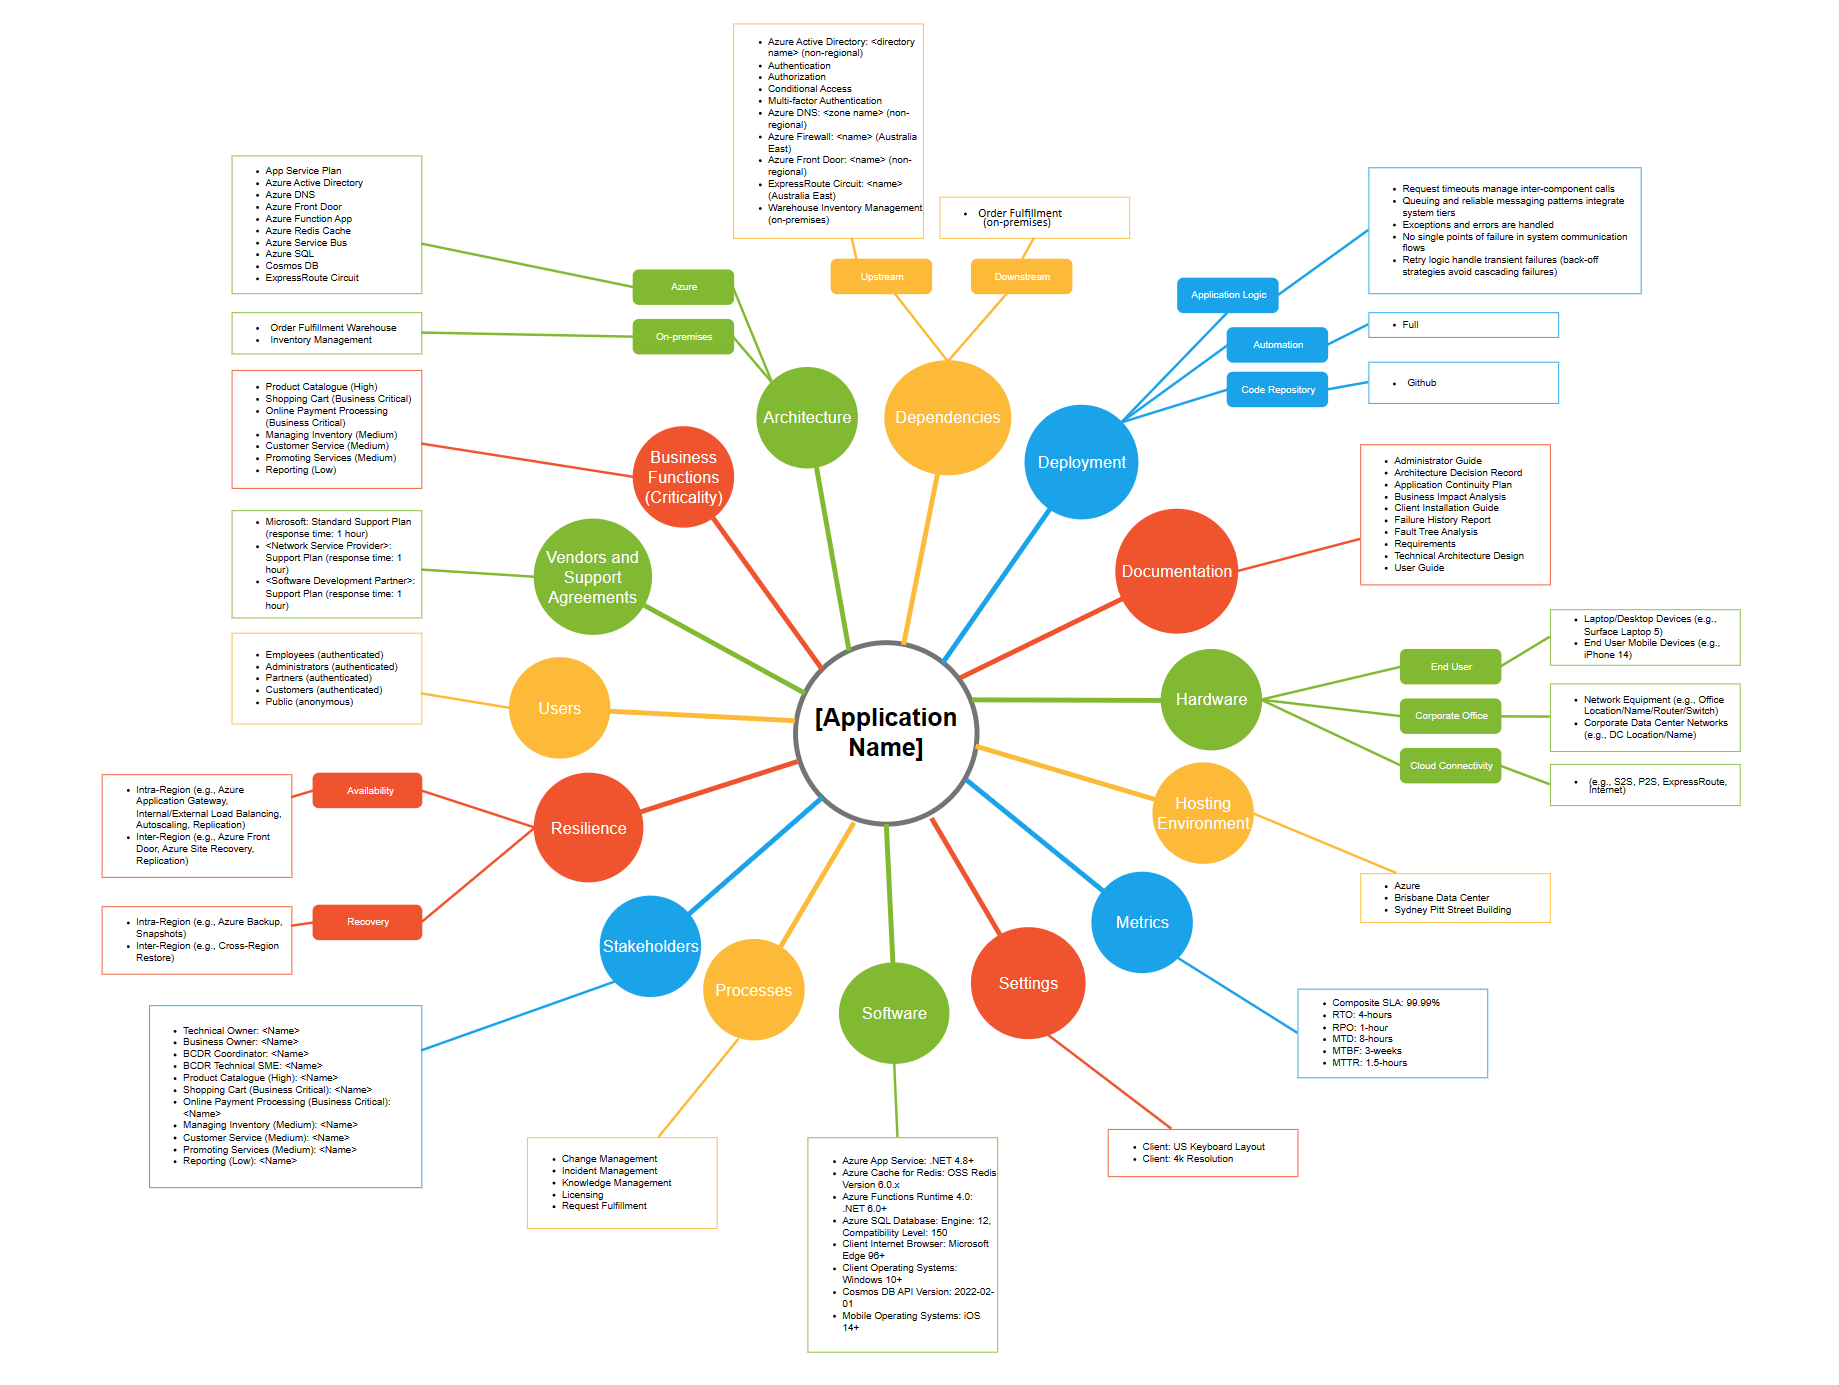 [Application
Name]
Architecture
Azure
• App Service Plan
• Azure Active Directory
• Azure DNS
• Azure Front Door
• Azure Function App
• Azure Redis Cache
• Azure Service Bus
• Azure SQL
• Cosmos DB
• ExpressRoute Circuit
On-premises
• Order Fulfillment Warehouse
• Inventory Management
Dependencies
Upstream
• Azure Active Directory: <directory
name> (non-regional)
• Authentication
• Authorization
• Conditional Access
• Multi-factor Authentication
• Azure DNS: <zone name> (non-
regional)
• Azure Firewall: <name> (Australia
East)
• Azure Front Door: <name> (non-
regional)
• ExpressRoute Circuit: <name>
(Australia East)
• Warehouse Inventory Management
(on-premises)
Downstream
• Order Fulfillment
(on-premises)
Deployment
Application Logic
• Request timeouts manage inter-component calls
• Queuing and reliable messaging patterns integrate
system tiers
• Exceptions and errors are handled
• No single points of failure in system communication
flows
• Retry logic handle transient failures (back-off
strategies avoid cascading failures)
Automation
• Full
Code Repository
• Github
Documentation
• Administrator Guide
• Architecture Decision Record
• Application Continuity Plan
• Business Impact Analysis
• Client Installation Guide
• Failure History Report
• Fault Tree Analysis
• Requirements
• Technical Architecture Design
• User Guide
Hardware
End User
• Laptop/Desktop Devices (e.g.,
Surface Laptop 5)
• End User Mobile Devices (e.g.,
iPhone 14)
Corporate Office
• Network Equipment (e.g., Office
Location/Name/Router/Switch)
• Corporate Data Center Networks
(e.g., DC Location/Name)
Cloud Connectivity
• (e.g., S2S, P2S, ExpressRoute,
Internet)
Hosting
Environment
• Azure
• Brisbane Data Center
• Sydney Pitt Street Building
Metrics
• Composite SLA: 99.99%
• RTO: 4-hours
• RPO: 1-hour
• MTD: 8-hours
• MTBF: 3-weeks
• MTTR: 1.5-hours
Settings
• Client: US Keyboard Layout
• Client: 4k Resolution
Software
• Azure App Service: .NET 4.8+
• Azure Cache for Redis: OSS Redis
Version 6.0.x
• Azure Functions Runtime 4.0:
.NET 6.0+
• Azure SQL Database: Engine: 12,
Compatibility Level: 150
• Client Internet Browser: Microsoft
Edge 96+
• Client Operating Systems:
Windows 10+
• Cosmos DB API Version: 2022-02-
01
• Mobile Operating Systems: iOS
14+
Processes
• Change Management
• Incident Management
• Knowledge Management
• Licensing
• Request Fulfillment
Stakeholders
• Technical Owner: <Name>
• Business Owner: <Name>
• BCDR Coordinator: <Name>
• BCDR Technical SME: <Name>
• Product Catalogue (High): <Name>
• Shopping Cart (Business Critical): <Name>
• Online Payment Processing (Business Critical):
<Name>
• Managing Inventory (Medium): <Name>
• Customer Service (Medium): <Name>
• Promoting Services (Medium): <Name>
• Reporting (Low): <Name>
Resilience
Availability
• Intra-Region (e.g., Azure
Application Gateway,
Internal/External Load Balancing,
Autoscaling, Replication)
• Inter-Region (e.g., Azure Front
Door, Azure Site Recovery,
Replication)
Recovery
• Intra-Region (e.g., Azure Backup,
Snapshots)
• Inter-Region (e.g., Cross-Region
Restore)
Users
• Employees (authenticated)
• Administrators (authenticated)
• Partners (authenticated)
• Customers (authenticated)
• Public (anonymous)
Vendors and
Support
Agreements
• Microsoft: Standard Support Plan
(response time: 1 hour)
• <Network Service Provider>:
Support Plan (response time: 1
hour)
• <Software Development Partner>:
Support Plan (response time: 1
hour)
Business
Functions
(Criticality)
• Product Catalogue (High)
• Shopping Cart (Business Critical)
• Online Payment Processing
(Business Critical)
• Managing Inventory (Medium)
• Customer Service (Medium)
• Promoting Services (Medium)
• Reporting (Low)